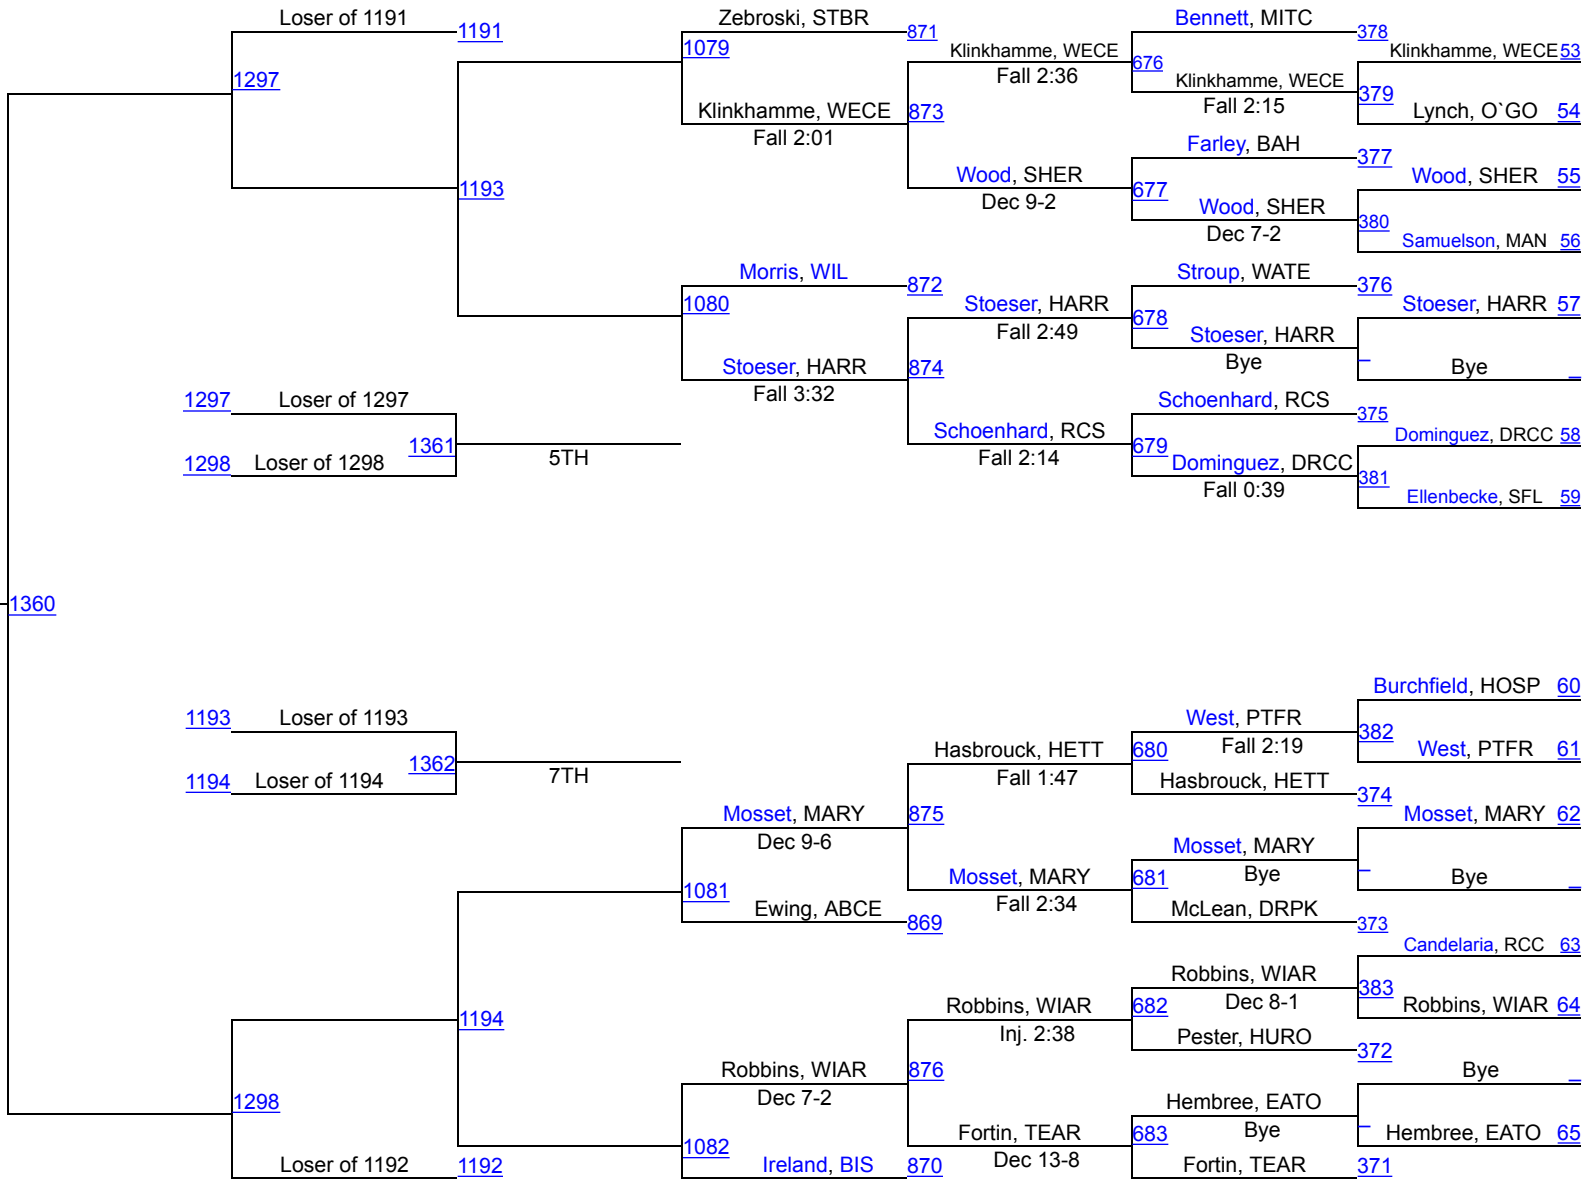 Loser of 1191
1191
1297
1193
Zebroski, STBR
871
1079
Klinkhamme, WECE
Fall 2:01
873
Klinkhamme, WECE
Fall 2:36
676
Bennett, MITC
378
Klinkhamme, WECE
Fall 2:15
379
Klinkhamme, WECE 53
Lynch, O`GO 54
Wood, SHER
Dec 9-2
677
Farley, BAH
377
Wood, SHER
Dec 7-2
380
Wood, SHER 55
Samuelson, MAN 56
Morris, WIL
872
1080
Stoeser, HARR
Fall 3:32
874
Stoeser, HARR
Fall 2:49
678
Stroup, WATE
376
Stoeser, HARR
Bye
_
Stoeser, HARR 57
Bye _
Schoenhard, RCS
Fall 2:14
679
Schoenhard, RCS
375
Dominguez, DRCC
Fall 0:39
381
Dominguez, DRCC 58
Ellenbecke, SFL 59
1297 Loser of 1297
1298 Loser of 1298
1361
5TH
1360
1193 Loser of 1193
1194 Loser of 1194
1362
7TH
Mosset, MARY
Dec 9-6
875
1081
Ewing, ABCE
869
Hasbrouck, HETT
Fall 1:47
680
West, PTFR
Fall 2:19
382
Burchfield, HOSP 60
West, PTFR 61
Hasbrouck, HETT
374
Mosset, MARY
Fall 2:34
681
Mosset, MARY
Bye
_
Mosset, MARY 62
Bye _
McLean, DRPK
373
1194
1298
Loser of 1192
1192
Robbins, WIAR
Dec 7-2
876
1082
Ireland, BIS
870
Robbins, WIAR
Inj. 2:38
682
Robbins, WIAR
Dec 8-1
383
Candelaria, RCC 63
Robbins, WIAR 64
Pester, HURO
372
Fortin, TEAR
Dec 13-8
683
Hembree, EATO
Bye
_
Bye _
Hembree, EATO 65
Fortin, TEAR
371